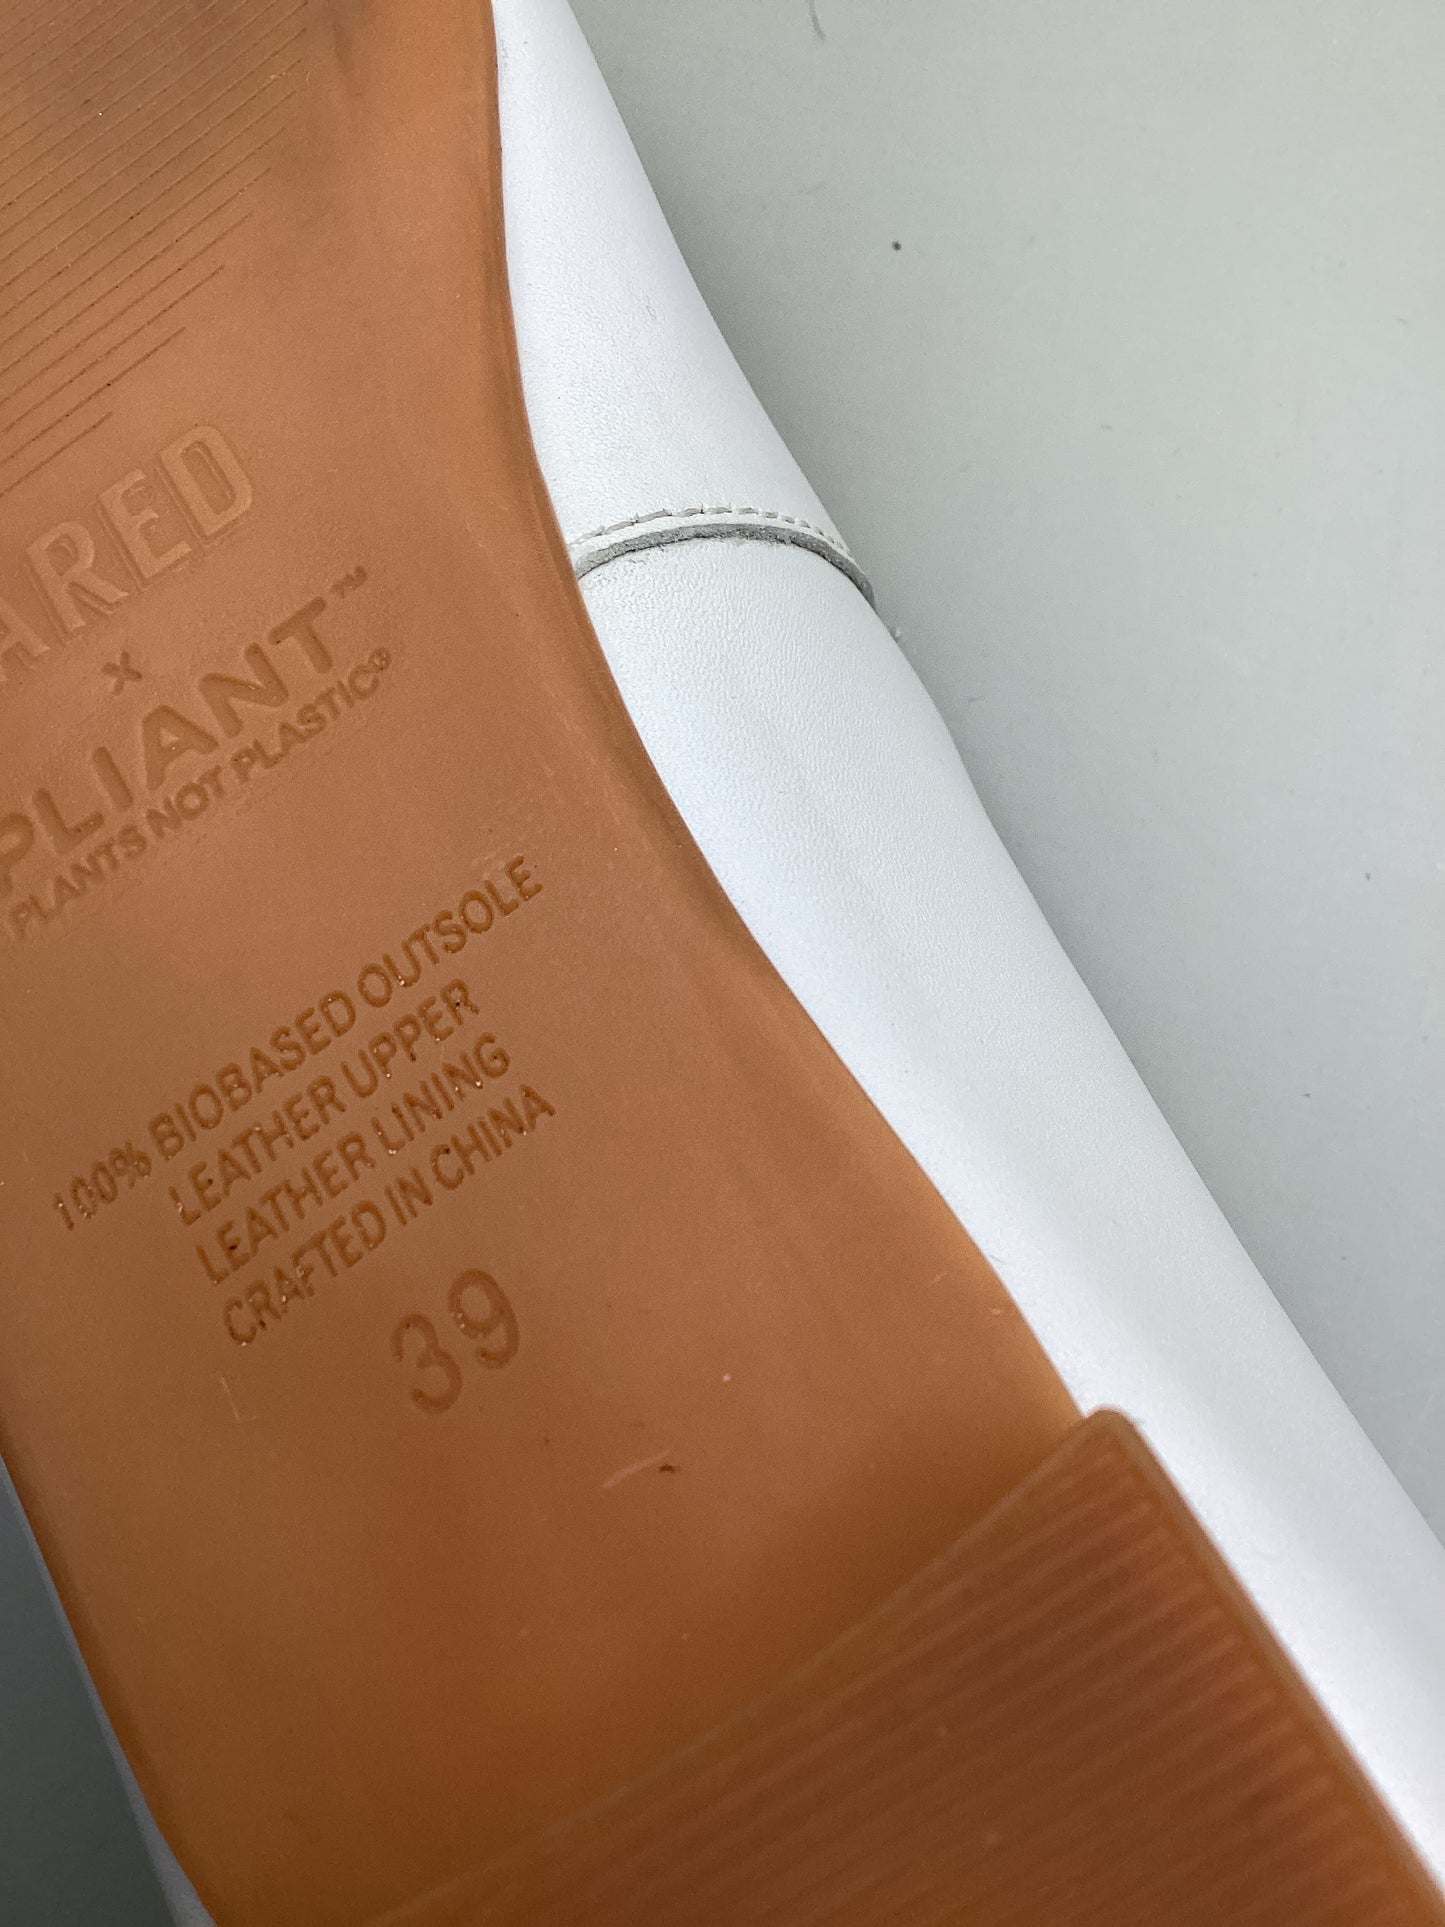 ARED
x
PLIANT™
PLANTS NOT PLASTIC®
100% BIOBASED OUTSOLE
LEATHER UPPER
LEATHER LINING
CRAFTED IN CHINA
39